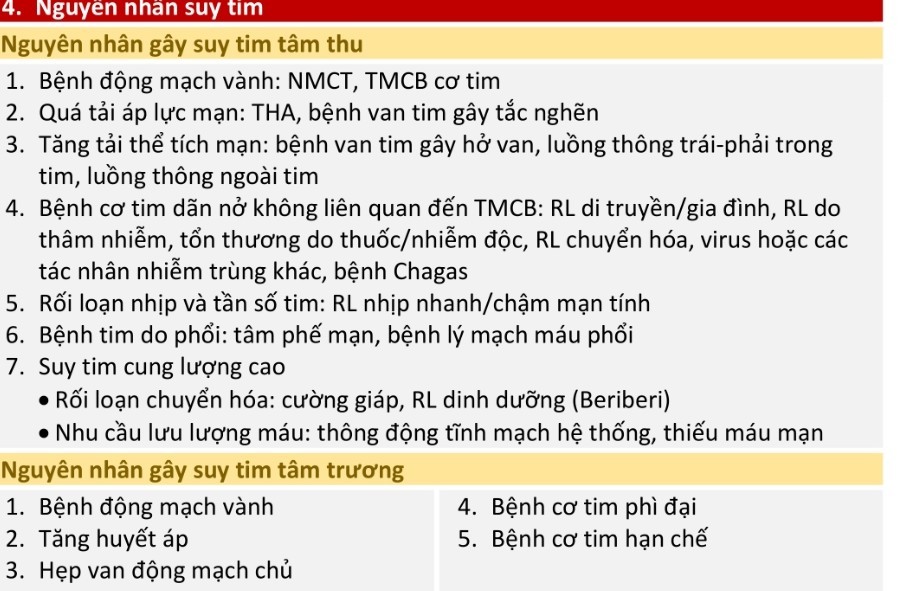 4. Nguyên nhân suy tim
Nguyên nhân gây suy tim tâm thu
1. Bệnh động mạch vành: NMCT, TMCB cơ tim
2. Quá tải áp lực mạn: THA, bệnh van tim gây tắc nghẽn
3. Tăng tải thể tích mạn: bệnh van tim gây hở van, luồng thông trái-phải trong
tim, luồng thông ngoài tim
4. Bệnh cơ tim dãn nở không liên quan đến TMCB: RL di truyền/gia đình, RL do
thâm nhiễm, tổn thương do thuốc/nhiễm độc, RL chuyển hóa, virus hoặc các
tác nhân nhiễm trùng khác, bệnh Chagas
5. Rối loạn nhịp và tần số tim: RL nhịp nhanh/chậm mạn tính
6. Bệnh tim do phổi: tâm phế mạn, bệnh lý mạch máu phổi
7. Suy tim cung lượng cao
• Rối loạn chuyển hóa: cường giáp, RL dinh dưỡng (Beriberi)
• Nhu cầu lưu lượng máu: thông động tĩnh mạch hệ thống, thiếu máu mạn
Nguyên nhân gây suy tim tâm trương
1. Bệnh động mạch vành
2. Tăng huyết áp
3. Hẹp van động mạch chủ
4. Bệnh cơ tim phì đại
5. Bệnh cơ tim hạn chế